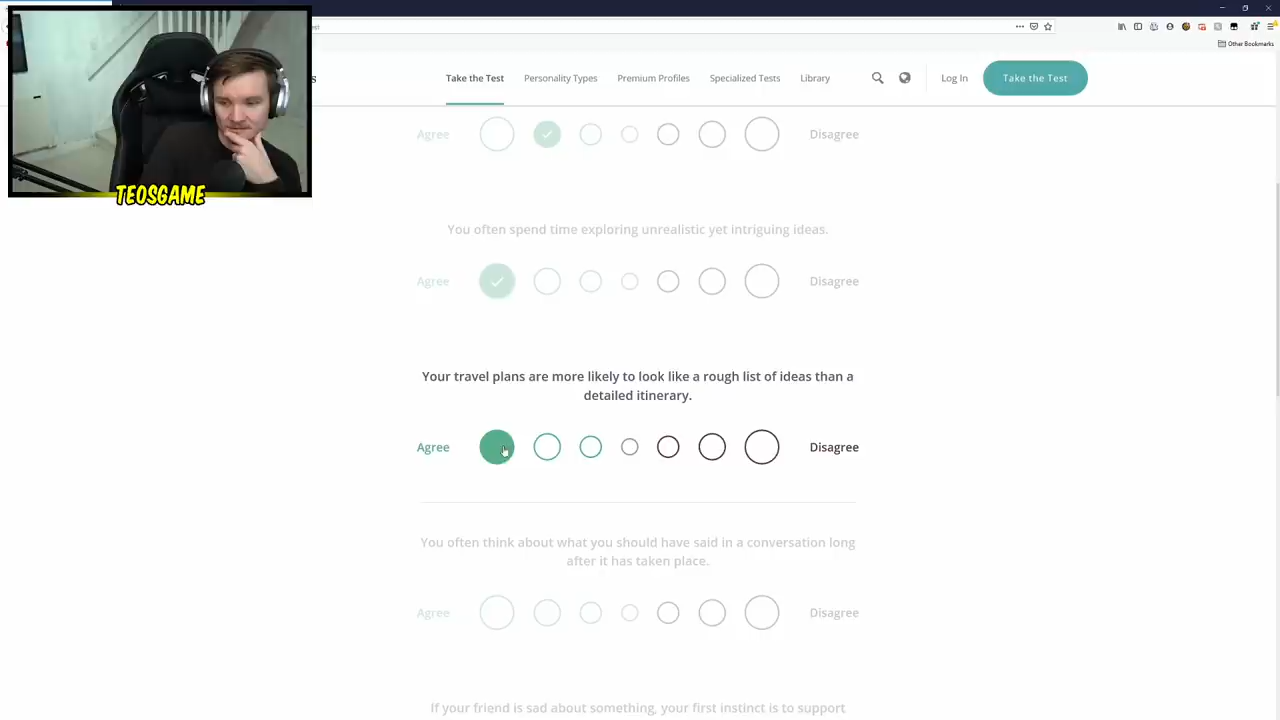 Other Bookmarks
Take the Test
Personality Types
Premium Profiles
Specialized Tests
Library
Log In
Take the Test
TEOSGAME
Agree
Disagree
You often spend time exploring unrealistic yet intriguing ideas.
Agree
Disagree
Your travel plans are more likely to look like a rough list of ideas than a
detailed itinerary.
Agree
Disagree
You often think about what you should have said in a conversation long
after it has taken place.
Agree
Disagree
If your friend is sad about something, your first instinct is to support